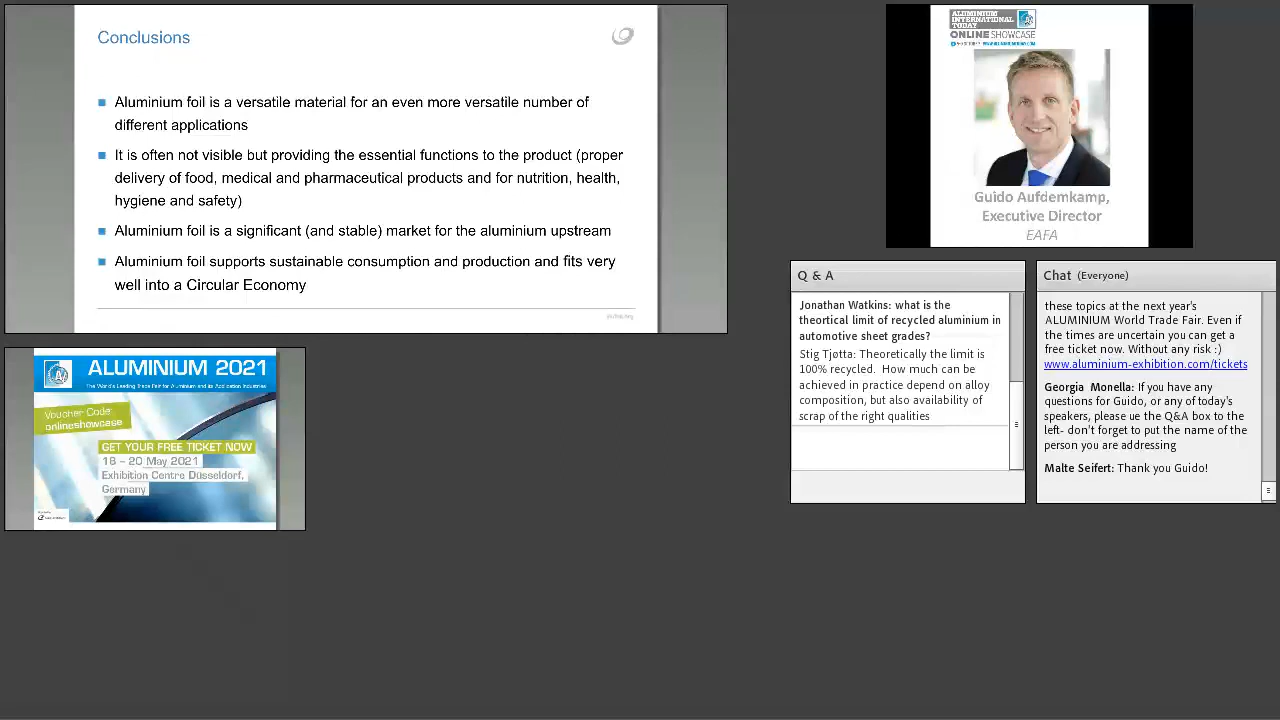 Conclusions
Aluminium foil is a versatile material for an even more versatile number of
different applications
It is often not visible but providing the essential functions to the product (proper
delivery of food, medical and pharmaceutical products and for nutrition, health,
hygiene and safety)
Aluminium foil is a significant (and stable) market for the aluminium upstream
Aluminium foil supports sustainable consumption and production and fits very
well into a Circular Economy
ALUMINIUM
INTERNATIONAL
TODAY
ONLINE SHOWCASE
Guido Aufdemkamp,
Executive Director
EAFA
Q & A
Jonathan Watkins: what is the
theortical limit of recycled aluminium in
automotive sheet grades?
Stig Tjøtta: Theoretically the limit is
100% recycled. How much can be
achieved in practice depend on alloy
composition, but also availability of
scrap of the right qualities
Chat (Everyone)
these topics at the next year's
ALUMINIUM World Trade Fair. Even if
the times are uncertain you can get a
free ticket now. Without any risk :)
www.aluminium-exhibition.com/tickets
Georgia Monella: If you have any
questions for Guido, or any of today's
speakers, please ue the Q&A box to the
left- don't forget to put the name of the
person you are addressing
Malte Seifert: Thank you Guido!
ALUMINIUM 2021
The World's Leading Trade Fair for Aluminium and its Application Industries
Voucher Code:
onlineshowcase
GET YOUR FREE TICKET NOW
18 – 20 May 2021
Exhibition Centre Düsseldorf,
Germany